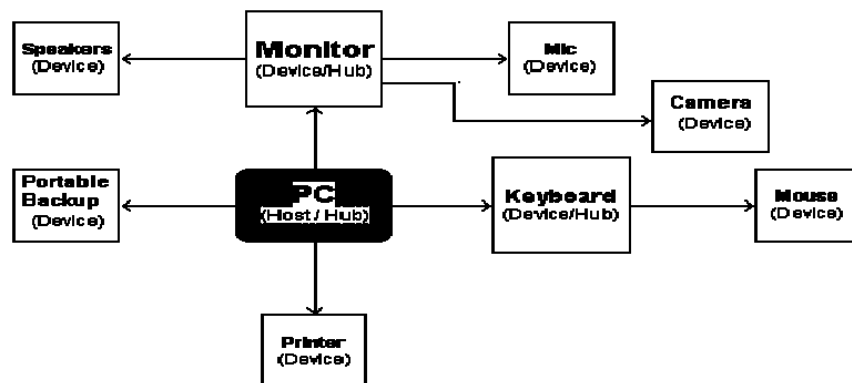 Speakers
(Device)
Monitor
(Device/Hub)
Mic
(Device)
Camera
(Device)
Portable
Backup
(Device)
PC
(Host / Hub)
Keyboard
(Device/Hub)
Mouse
(Device)
Printer
(Device)